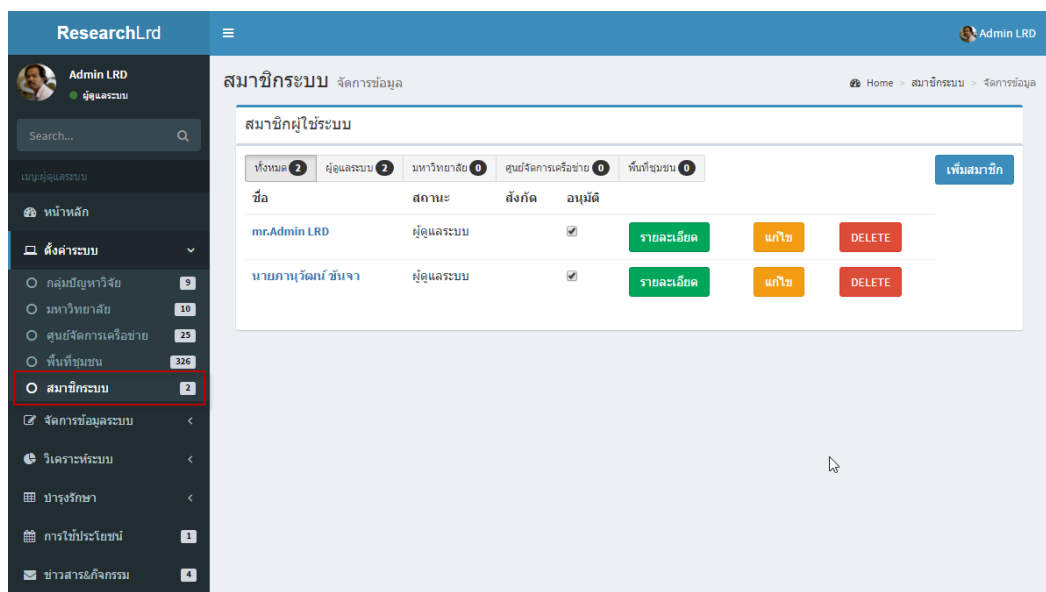 ResearchLrd
Admin LRD
Admin LRD
ผู้ดูแลระบบ
Search...
เมนูผู้ดูแลระบบ
หน้าหลัก
ตั้งค่าระบบ
กลุ่มปัญหาวิจัย 9
มหาวิทยาลัย 10
ศูนย์จัดการเครือข่าย 25
พื้นที่ชุมชน 326
สมาชิกระบบ 2
จัดการข้อมูลระบบ
วิเคราะห์ระบบ
บำรุงรักษา
การใช้ประโยชน์ 1
ข่าวสาร&กิจกรรม 4
สมาชิกระบบ จัดการข้อมูล
Home > สมาชิกระบบ > จัดการข้อมูล
สมาชิกผู้ใช้ระบบ
ทั้งหมด 2 ผู้ดูแลระบบ 2 มหาวิทยาลัย 0 ศูนย์จัดการเครือข่าย 0 พื้นที่ชุมชน 0 เพิ่มสมาชิก
ชื่อ สถานะ สังกัด อนุมัติ
mr.Admin LRD ผู้ดูแลระบบ รายละเอียด แก้ไข DELETE
นายภานุวัฒน์ ขันจา ผู้ดูแลระบบ รายละเอียด แก้ไข DELETE